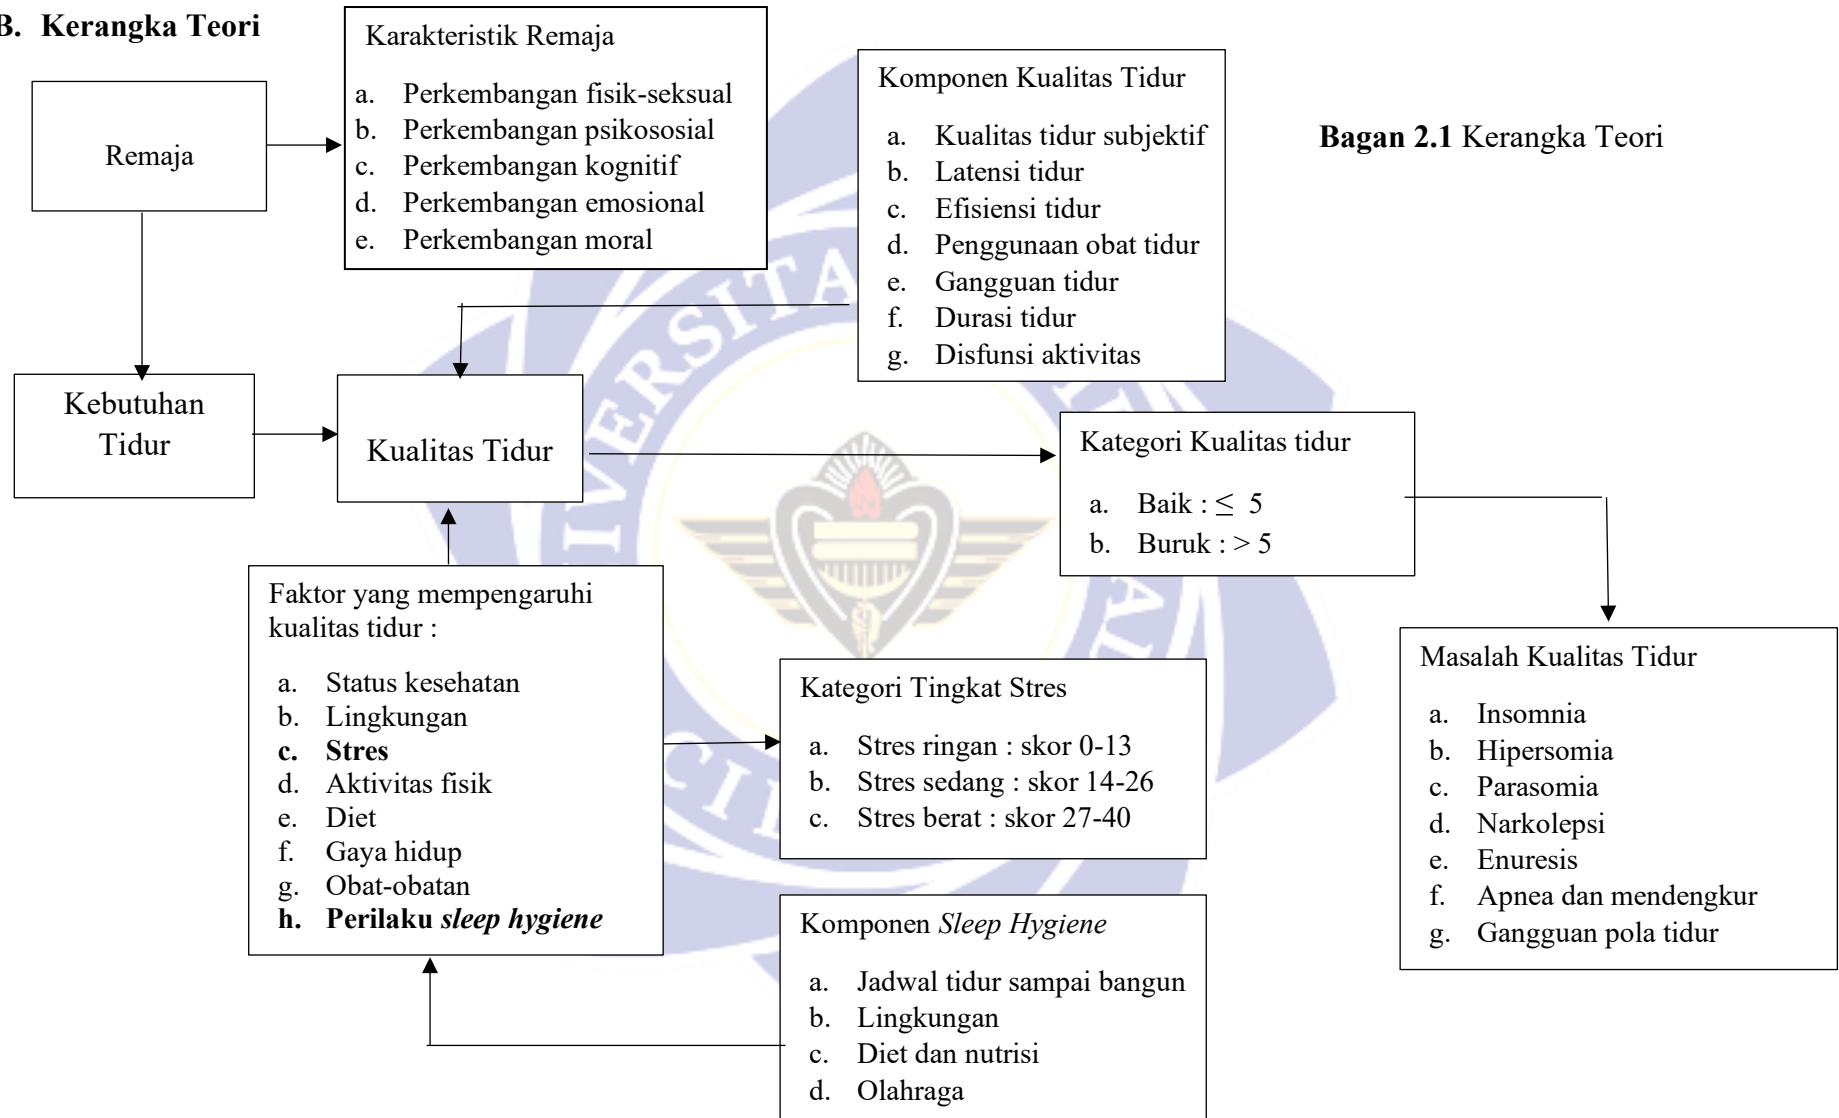 B. Kerangka Teori
Karakteristik Remaja
a. Perkembangan fisik-seksual
b. Perkembangan psikososial
c. Perkembangan kognitif
d. Perkembangan emosional
e. Perkembangan moral
Komponen Kualitas Tidur
a. Kualitas tidur subjektif
b. Latensi tidur
c. Efisiensi tidur
d. Penggunaan obat tidur
e. Gangguan tidur
f. Durasi tidur
g. Disfungsi aktivitas
Bagan 2.1 Kerangka Teori
Remaja
Kebutuhan
Tidur
Kualitas Tidur
Kategori Kualitas tidur
a. Baik : ≤ 5
b. Buruk : > 5
Faktor yang mempengaruhi
kualitas tidur :
a. Status kesehatan
b. Lingkungan
c. Stres
d. Aktivitas fisik
e. Diet
f. Gaya hidup
g. Obat-obatan
h. Perilaku sleep hygiene
Kategori Tingkat Stres
a. Stres ringan : skor 0-13
b. Stres sedang : skor 14-26
c. Stres berat : skor 27-40
Masalah Kualitas Tidur
a. Insomnia
b. Hipersomia
c. Parasomia
d. Narkolepsi
e. Enuresis
f. Apnea dan mendengkur
g. Gangguan pola tidur
Komponen Sleep Hygiene
a. Jadwal tidur sampai bangun
b. Lingkungan
c. Diet dan nutrisi
d. Olahraga